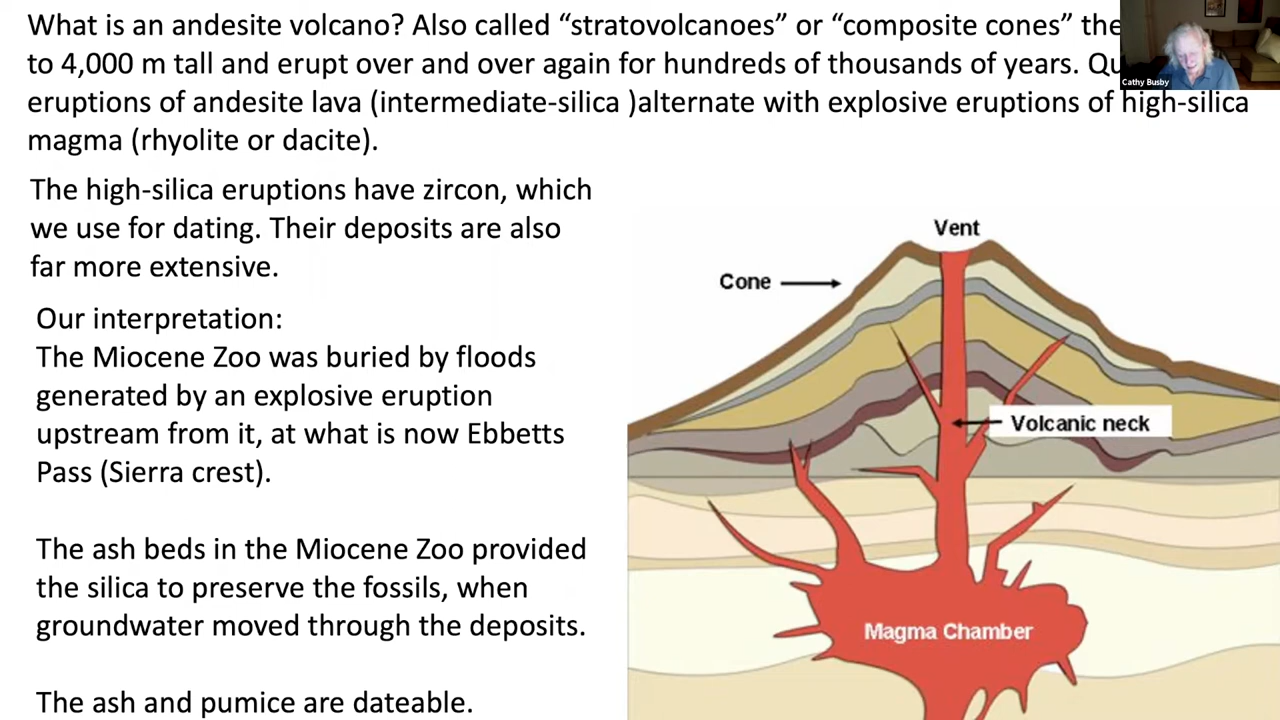 What is an andesite volcano? Also called “stratovolcanoes” or “composite cones”
to 4,000 m tall and erupt over and over again for hundreds of thousands of years.
eruptions of andesite lava (intermediate-silica )alternate with explosive eruptions of high-silica
magma (rhyolite or dacite).
Cathy Busby
The high-silica eruptions have zircon, which
we use for dating. Their deposits are also
far more extensive.
Our interpretation:
The Miocene Zoo was buried by floods
generated by an explosive eruption
upstream from it, at what is now Ebbetts
Pass (Sierra crest).
The ash beds in the Miocene Zoo provided
the silica to preserve the fossils, when
groundwater moved through the deposits.
The ash and pumice are dateable.
Vent
Cone
Volcanic neck
Magma Chamber